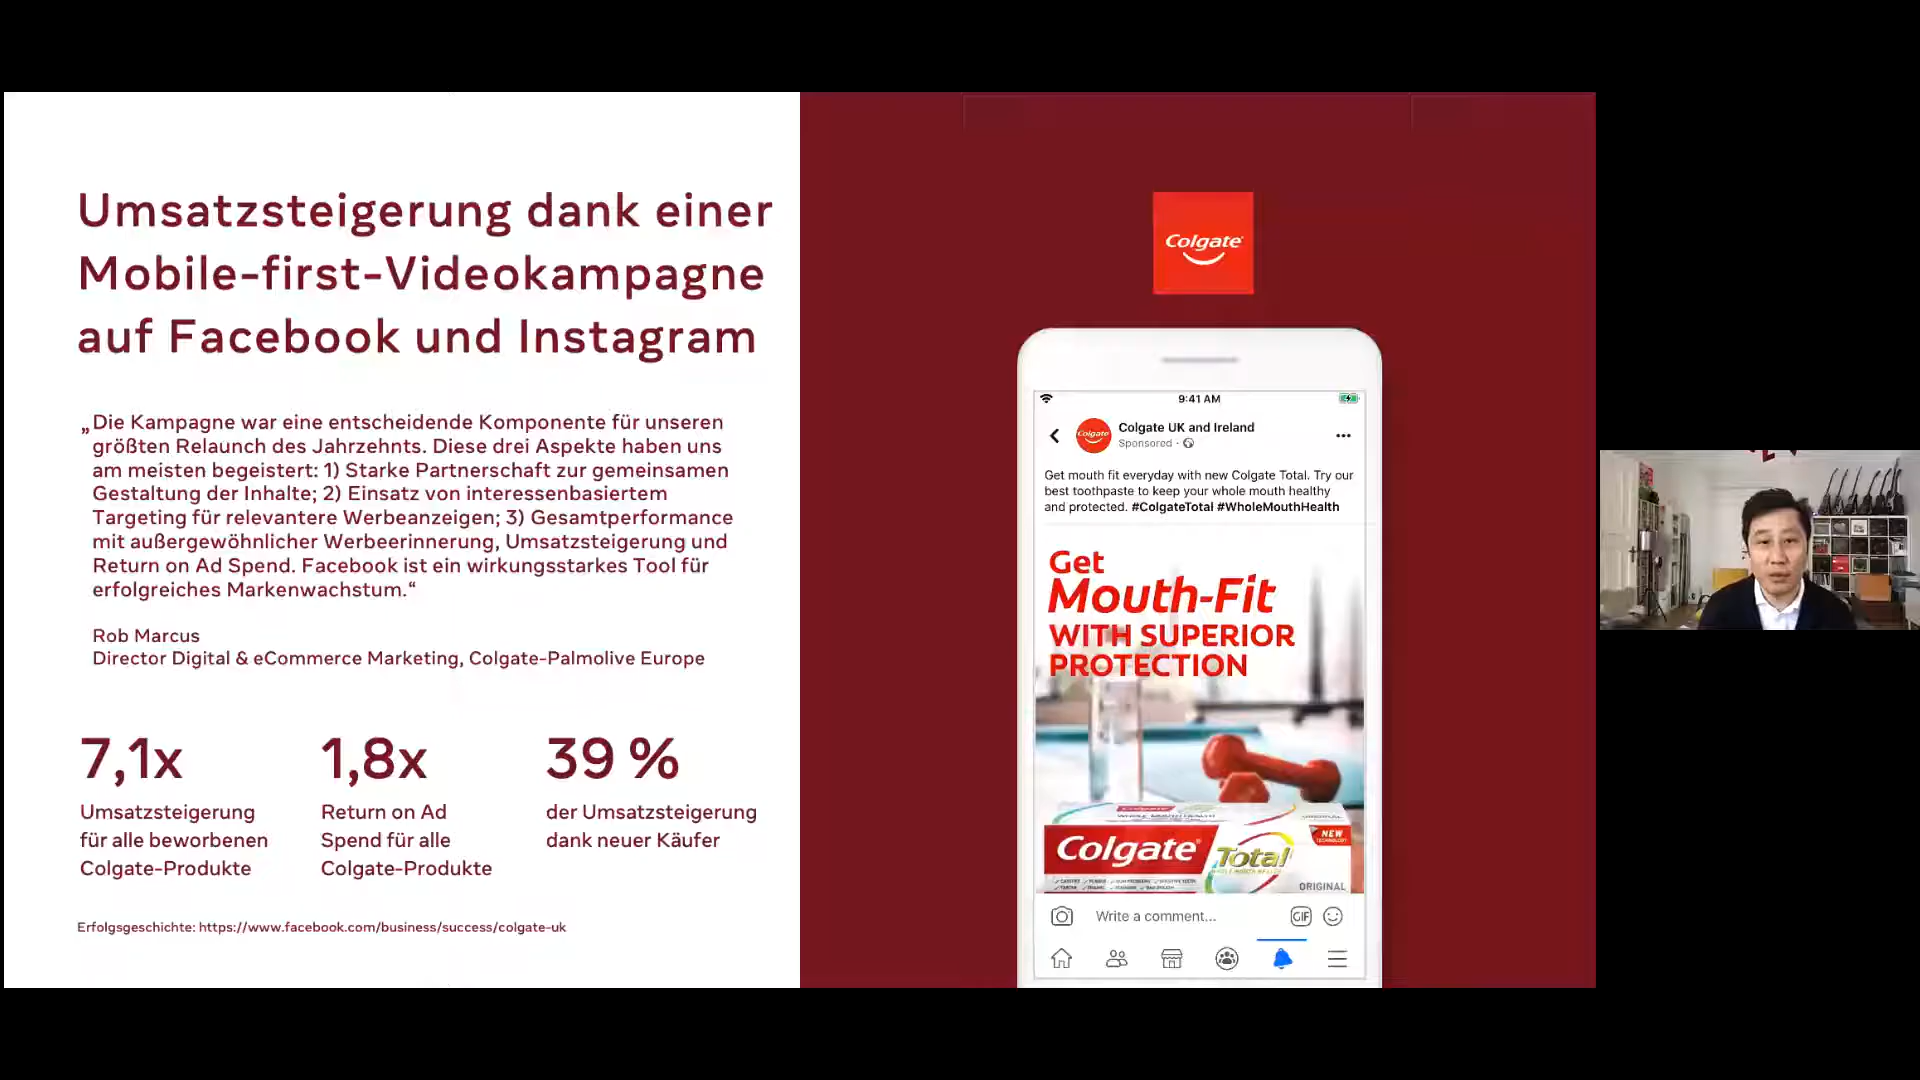 Umsatzsteigerung dank einer
Mobile-first-Videokampagne
auf Facebook und Instagram
„Die Kampagne war eine entscheidende Komponente für unseren
größten Relaunch des Jahrzehnts. Diese drei Aspekte haben uns
am meisten begeistert: 1) Starke Partnerschaft zur gemeinsamen
Gestaltung der Inhalte; 2) Einsatz von interessenbasiertem
Targeting für relevantere Werbeanzeigen; 3) Gesamtperformance
mit außergewöhnlicher Werbeerinnerung, Umsatzsteigerung und
Return on Ad Spend. Facebook ist ein wirkungsstarkes Tool für
erfolgreiches Markenwachstum.“
Rob Marcus
Director Digital & eCommerce Marketing, Colgate-Palmolive Europe
7,1x
Umsatzsteigerung
für alle beworbenen
Colgate-Produkte
1,8x
Return on Ad
Spend für alle
Colgate-Produkte
39 %
der Umsatzsteigerung
dank neuer Käufer
Erfolgsgeschichte: https://www.facebook.com/business/success/colgate-uk
Colgate
9:41 AM
Colgate
Colgate UK and Ireland
Sponsored ·
Get mouth fit everyday with new Colgate Total. Try our
best toothpaste to keep your whole mouth healthy
and protected. #ColgateTotal #WholeMouthHealth
Get
Mouth-Fit
WITH SUPERIOR
PROTECTION
Colgate
Total
NEW
TECHNOLOGY
WHOLE MOUTH HEALTH
ORIGINAL
Write a comment...
GIF